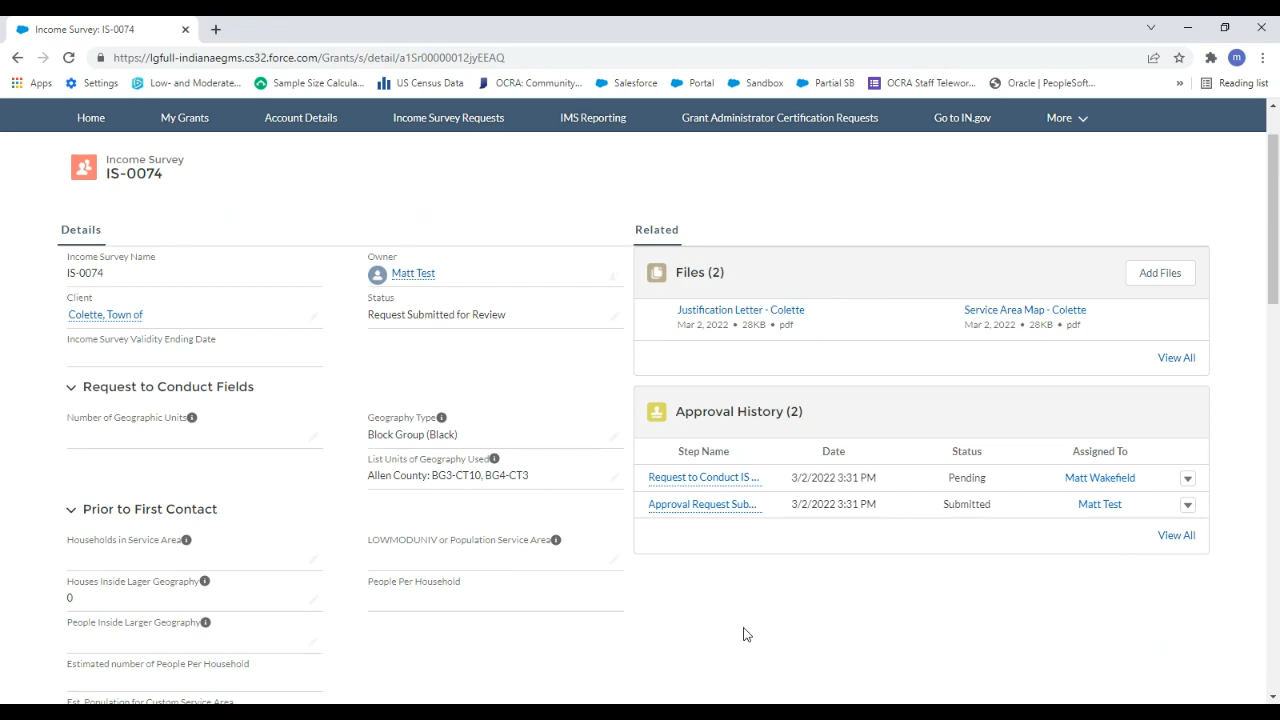 Income Survey: IS-0074
https://lgfull-indianaegms.cs32.force.com/Grants/s/detail/a1Sr00000012jyEEAQ
m
Apps Settings Low- and Moderate... Sample Size Calcula... US Census Data OCRA: Community... Salesforce Portal Sandbox Partial SB OCRA Staff Telewor... Oracle | PeopleSoft... » Reading list
Home My Grants Account Details Income Survey Requests IMS Reporting Grant Administrator Certification Requests Go to IN.gov More
Income Survey
IS-0074
Details
Income Survey Name
IS-0074
Owner
Matt Test
Client
Colette, Town of
Status
Request Submitted for Review
Income Survey Validity Ending Date
Request to Conduct Fields
Number of Geographic Units
Geography Type
Block Group (Black)
List Units of Geography Used
Allen County: BG3-CT10, BG4-CT3
Prior to First Contact
Households in Service Area
LOWMODUNIV or Population Service Area
Houses Inside Lager Geography
0
People Per Household
People Inside Larger Geography
Estimated number of People Per Household
Est. Population for Custom Service Area
Related
Files (2)
Add Files
Justification Letter - Colette
Mar 2, 2022 • 28KB • pdf
Service Area Map - Colette
Mar 2, 2022 • 28KB • pdf
View All
Approval History (2)
Step Name Date Status Assigned To
Request to Conduct IS ... 3/2/2022 3:31 PM Pending Matt Wakefield
Approval Request Sub... 3/2/2022 3:31 PM Submitted Matt Test
View All